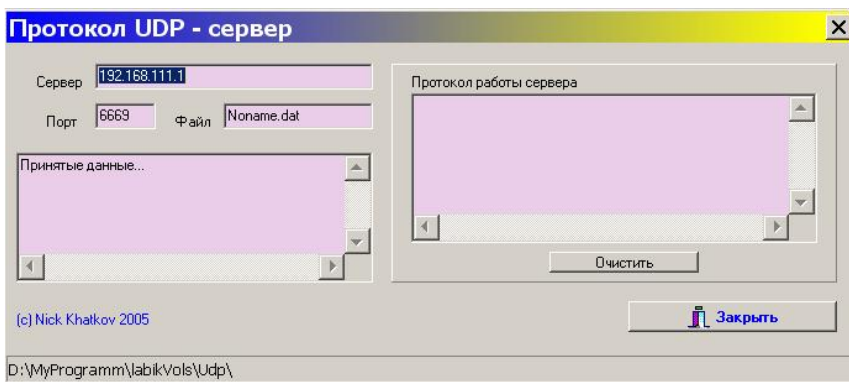 Протокол UDP - сервер
Сервер 192.168.111.1
Порт 6669 Файл Noname.dat
Принятые данные...
Протокол работы сервера
Очистить
(c) Nick Khatkov 2005
Закрыть
D:\MyProgramm\labikVols\Udp\